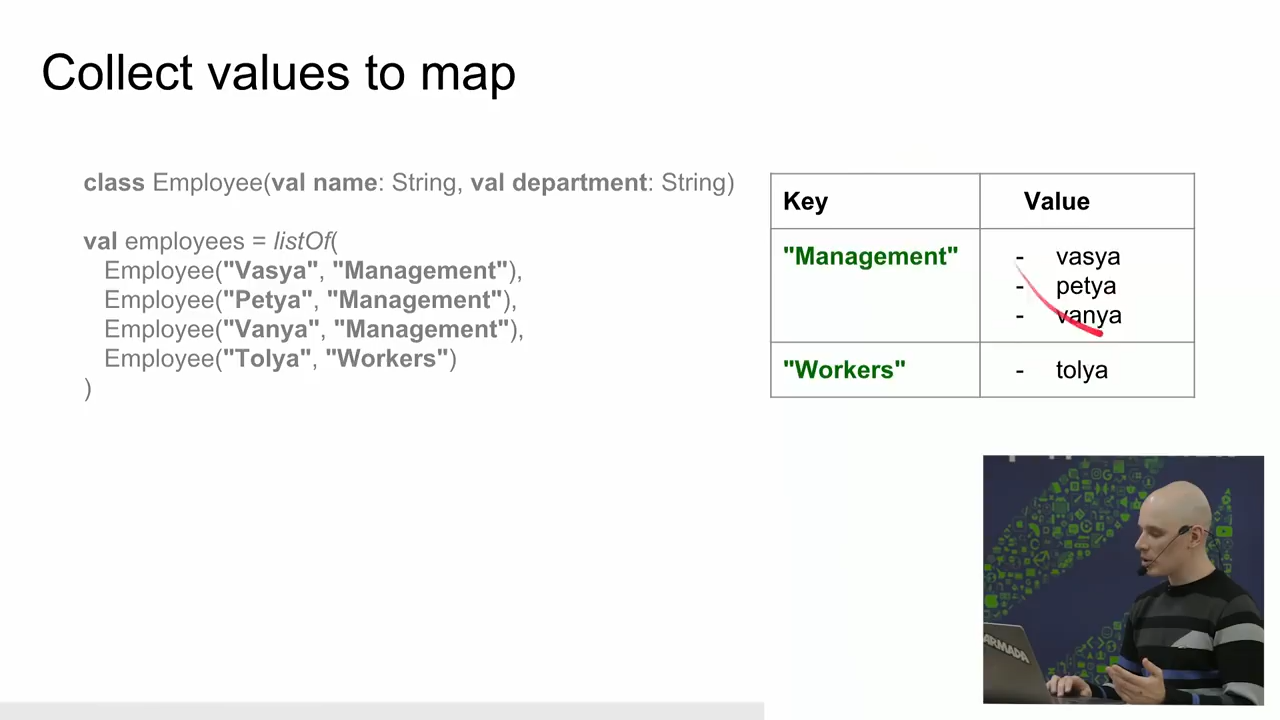 Collect values to map
class Employee(val name: String, val department: String)
val employees = listOf(
Employee("Vasya", "Management"),
Employee("Petya", "Management"),
Employee("Vanya", "Management"),
Employee("Tolya", "Workers")
)
Key Value
"Management" - vasya
- petya
- vanya
"Workers" - tolya
ARMADA